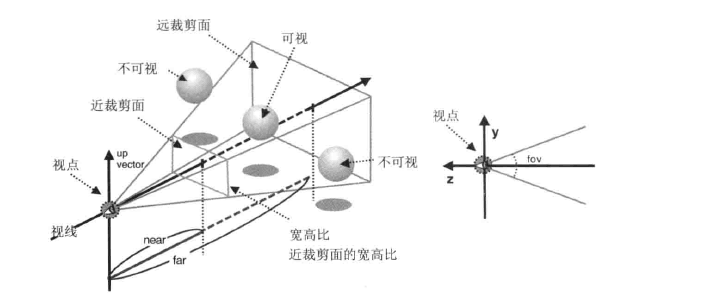 远裁剪面
可视
不可视
近裁剪面
up
vector
视点
不可视
视线
near
far
宽高比
近裁剪面的宽高比
视点
y
z
fov